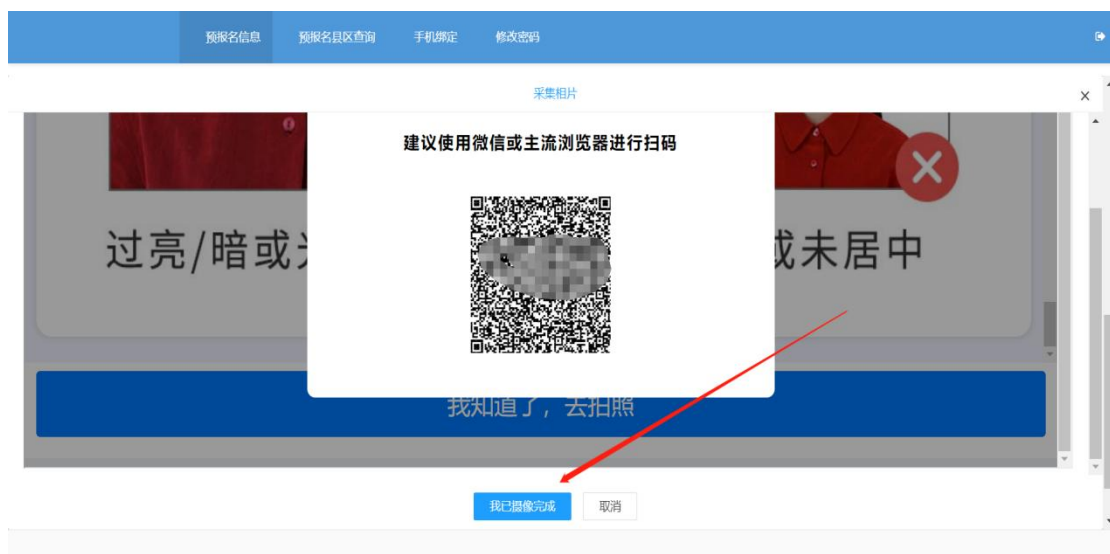 预报名信息 预报名县区查询 手机绑定 修改密码
采集相片
建议使用微信或主流浏览器进行扫码
过亮/暗或
或未居中
我知道了，去拍照
我已摄像完成 取消